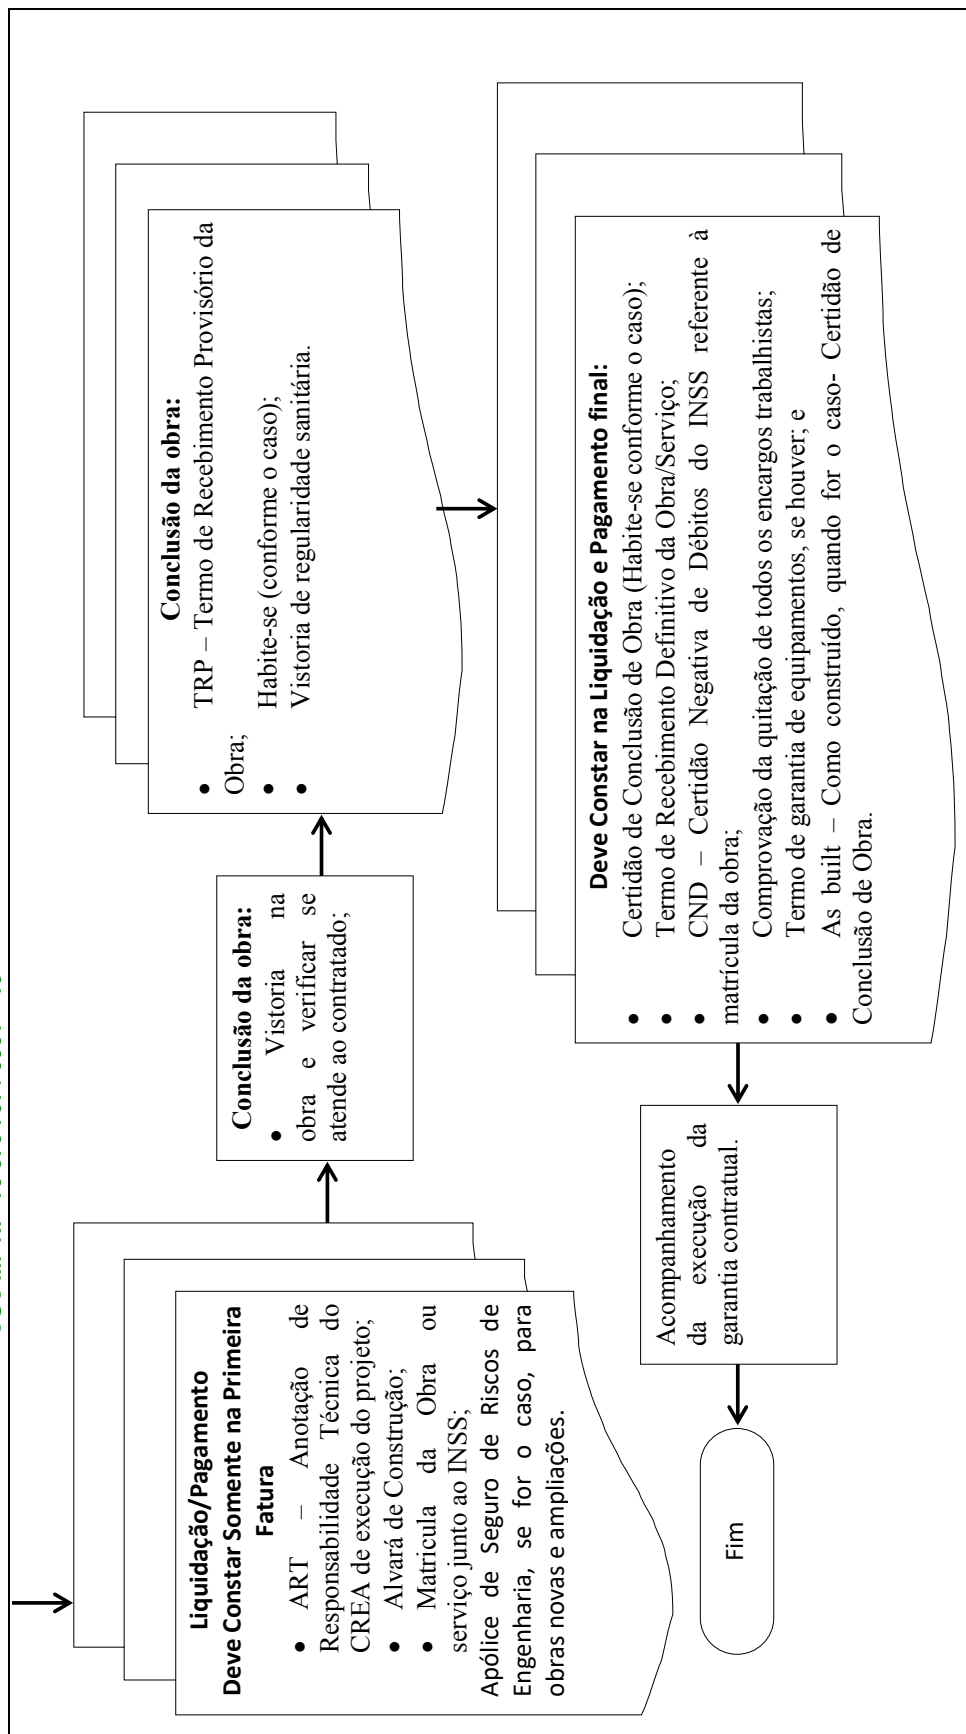 Liquidação/Pagamento
Deve Constar Somente na Primeira
Fatura
• ART – Anotação de
Responsabilidade Técnica do
CREA de execução do projeto;
• Alvará de Construção;
• Matricula da Obra ou
serviço junto ao INSS;
Apólice de Seguro de Riscos de
Engenharia, se for o caso, para
obras novas e ampliações.
Conclusão da obra:
• Vistoria na
obra e verificar se
atende ao contratado;
Conclusão da obra:
• TRP – Termo de Recebimento Provisório da
Obra;
• Habite-se (conforme o caso);
• Vistoria de regularidade sanitária.
Deve Constar na Liquidação e Pagamento final:
• Certidão de Conclusão de Obra (Habite-se conforme o caso);
• Termo de Recebimento Definitivo da Obra/Serviço;
• CND – Certidão Negativa de Débitos do INSS referente à
matrícula da obra;
• Comprovação da quitação de todos os encargos trabalhistas;
• Termo de garantia de equipamentos, se houver; e
• As built – Como construído, quando for o caso- Certidão de
Conclusão de Obra.
Acompanhamento
da execução da
garantia contratual.
Fim